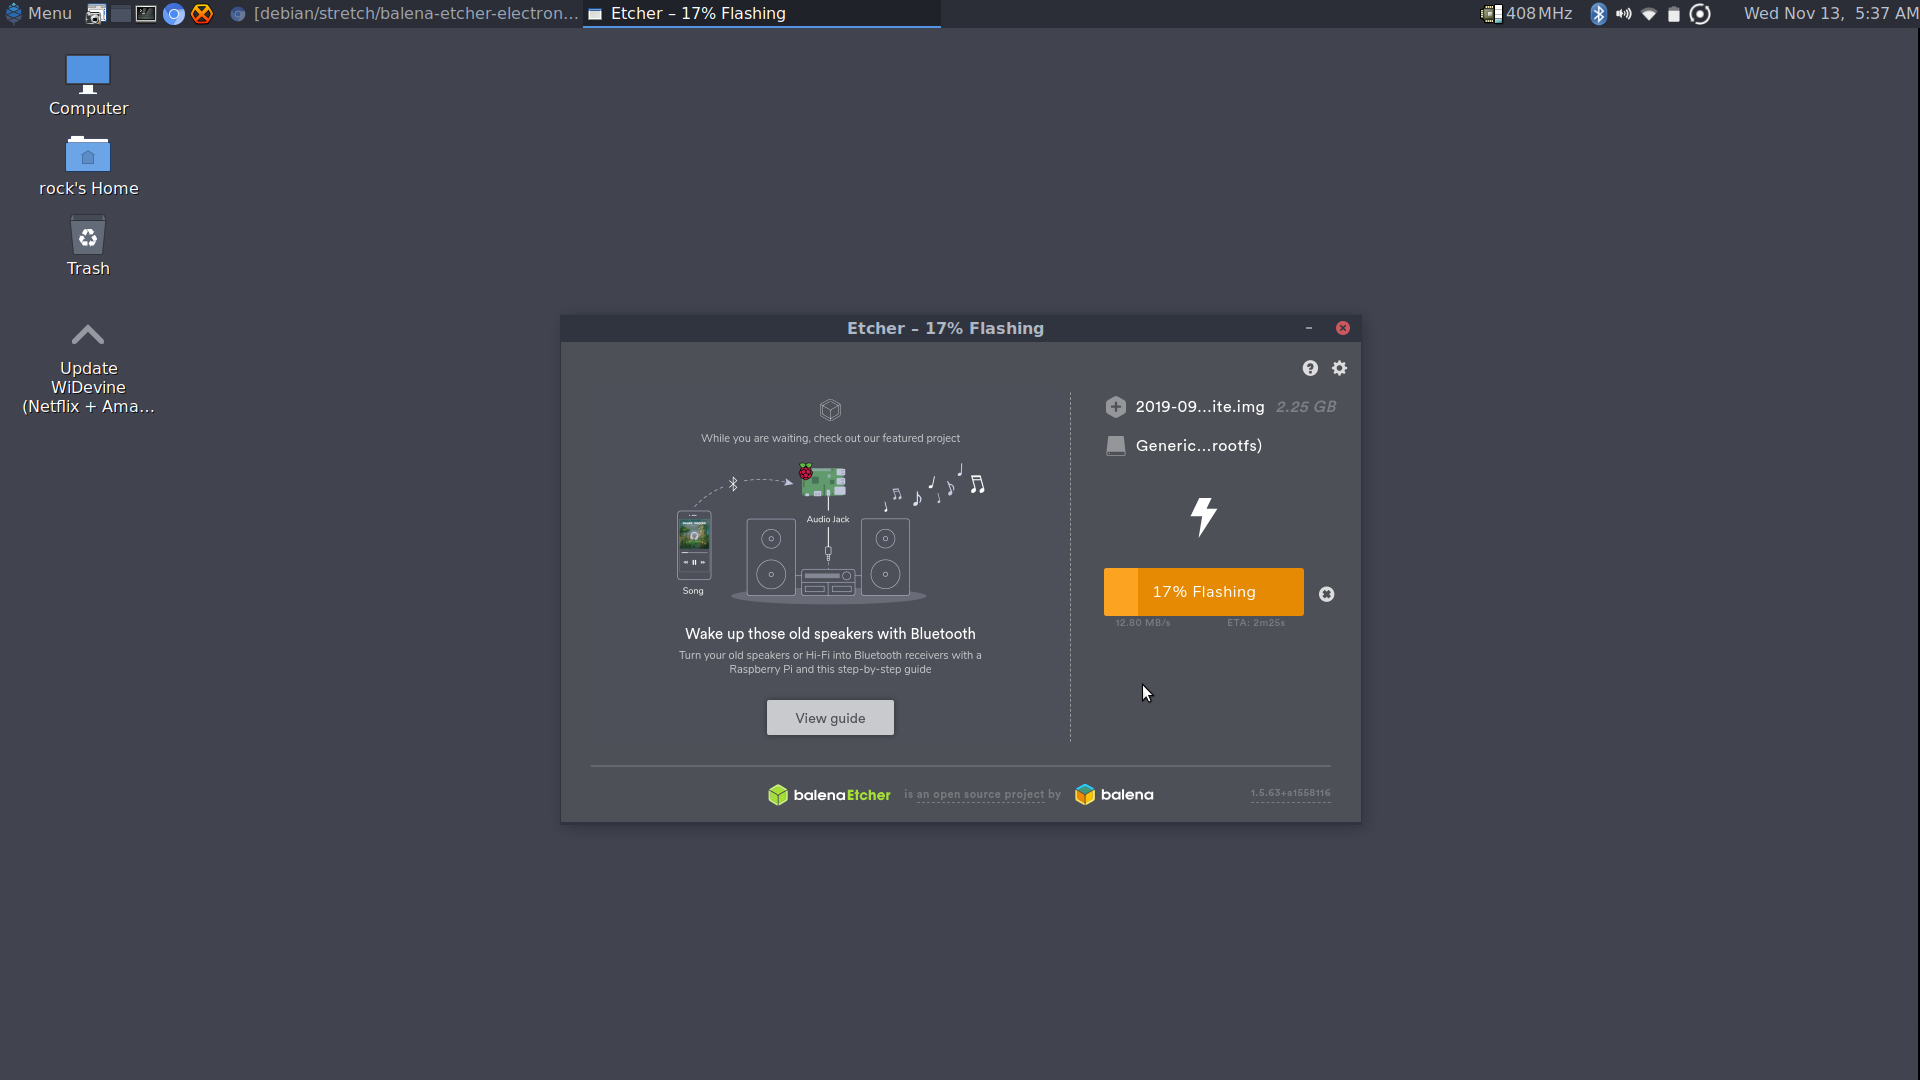 Menu
[debian/stretch/balena-etcher-electron...
Etcher – 17% Flashing
408 MHz
Wed Nov 13, 5:37 AM
Computer
rock's Home
Trash
Update
WiDevine
(Netflix + Ama...
Etcher – 17% Flashing
While you are waiting, check out our featured project
Audio Jack
Song
Wake up those old speakers with Bluetooth
Turn your old speakers or Hi-Fi into Bluetooth receivers with a
Raspberry Pi and this step-by-step guide
View guide
2019-09...ite.img 2.25 GB
Generic...rootfs)
17% Flashing
12.80 MB/s ETA: 2m25s
balenaEtcher is an open source project by balena
1.5.63+a1558116